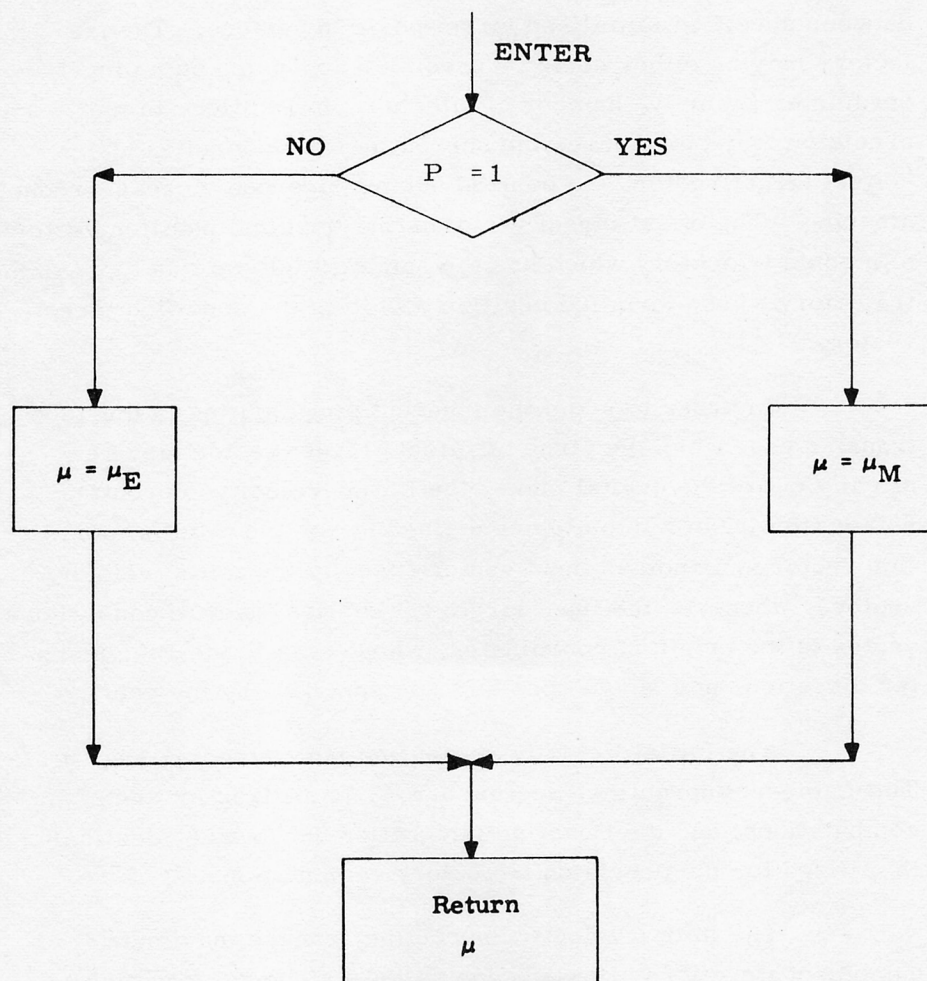 ENTER
NO
YES
P = 1
μ = μE
μ = μM
Return
μ